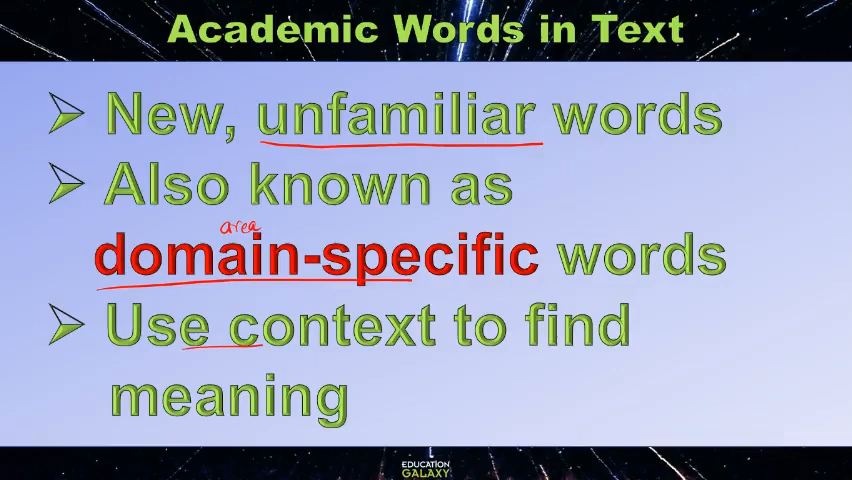 Academic Words in Text
New, unfamiliar words
Also known as
area
domain-specific words
Use context to find
meaning
EDUCATION
GALAXY